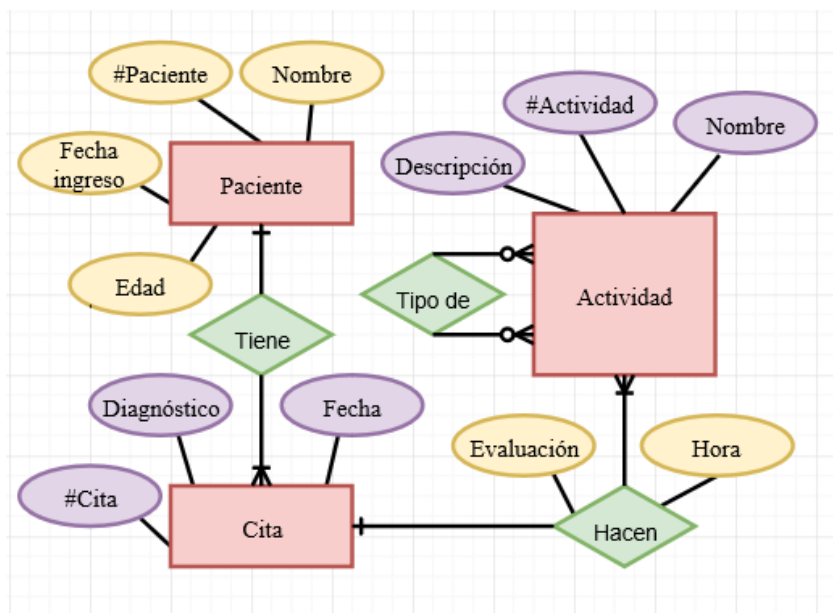 #Paciente
Nombre
Fecha
ingreso
Paciente
Edad
Tiene
Diagnóstico
Fecha
#Cita
Cita
#Actividad
Nombre
Descripción
Tipo de
Actividad
Evaluación
Hora
Hacen